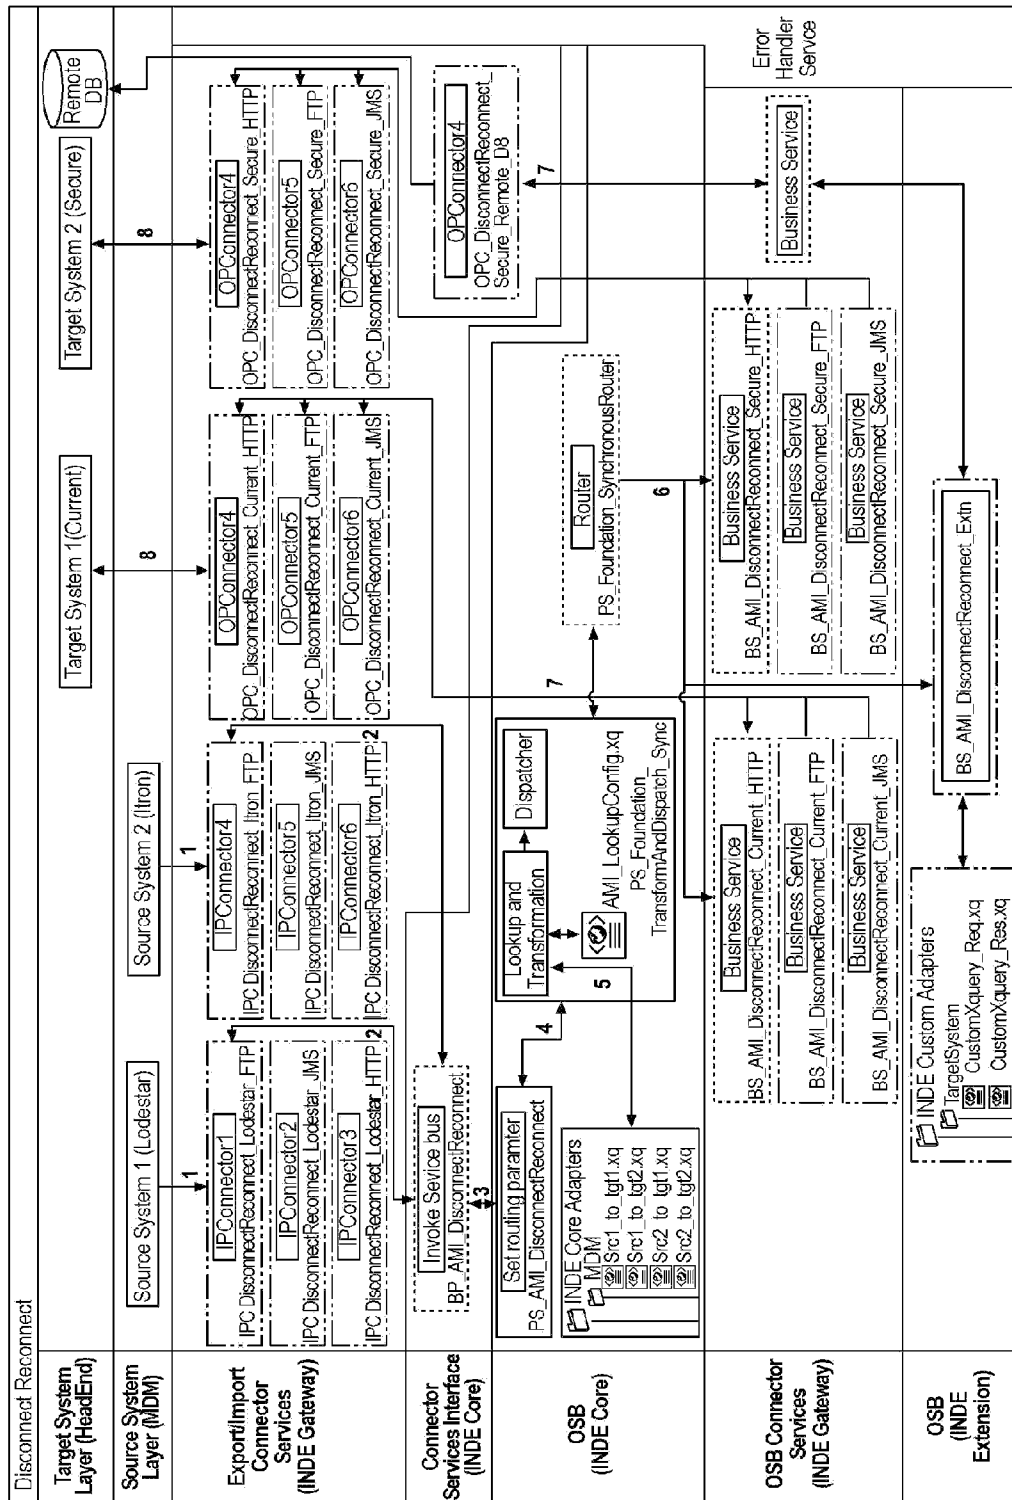 Disconnect Reconnect
Target System
Layer (HeadEnd)
Target System 1(Current)
Target System 2 (Secure)
Remote
DB
Source System
Layer (MDM)
Source System 1 (Lodestar)
Source System 2 (Itron)
1
1
8
8
Export/Import
Connector
Services
(INDE Gateway)
IPConnector1
IPC DisconnectReconnect_Lodestar_FTP
IPConnector2
IPC DisconnectReconnect_Lodestar_JMS
IPConnector3
IPC DisconnectReconnect_Lodestar_HTTP
2
IPConnector4
IPC DisconnectReconnect_Itron_FTP
IPConnector5
IPC DisconnectReconnect_Itron_JMS
IPConnector6
IPC DisconnectReconnect_Itron_HTTP
2
OPConnector4
OPC_DisconnectReconnect_Current_HTTP
OPConnector5
OPC_DisconnectReconnect_Current_FTP
OPConnector6
OPC_DisconnectReconnect_Current_JMS
OPConnector4
OPC_DisconnectReconnect_Secure_HTTP
OPConnector5
OPC_DisconnectReconnect_Secure_FTP
OPConnector6
OPC_DisconnectReconnect_Secure_JMS
Connector
Services Interface
(INDE Core)
Invoke Sevice bus
BP_AMI_DisconnectReconnect
3
OPConnector4
OPC_DisconnectReconnect_
Secure_Remote_D8
7
OSB
(INDE Core)
Set routing paramter
PS_AMI_DisconnectReconnect
4
INDE Core Adapters
MDM
Src1_to_tgt1.xq
Src1_to_tgt2.xq
Src2_to_tgt1.xq
Src2_to_tgt2.xq
Lookup and
Transformation
Dispatcher
5
AMI_LookupConfig.xq
PS_Foundation_
TransformAndDispatch_Sync
7
Router
PS_Foundation_SynchronousRouter
6
OSB Connector
Services
(INDE Gateway)
Business Service
BS_AMI_DisconnectReconnect_Current_HTTP
Business Service
BS_AMI_DisconnectReconnect_Current_FTP
Business Service
BS_AMI_DisconnectReconnect_Current_JMS
Business Service
BS_AMI_DisconnectReconnect_Secure_HTTP
Business Service
BS_AMI_DisconnectReconnect_Secure_FTP
Business Service
BS_AMI_DisconnectReconnect_Secure_JMS
Business Service
Error
Handler
Servce
OSB
(INDE
Extension)
INDE Custom Adapters
TargetSystem
CustomXquery_Req.xq
CustomXquery_Res.xq
BS_AMI_DisconnectReconnect_Extn